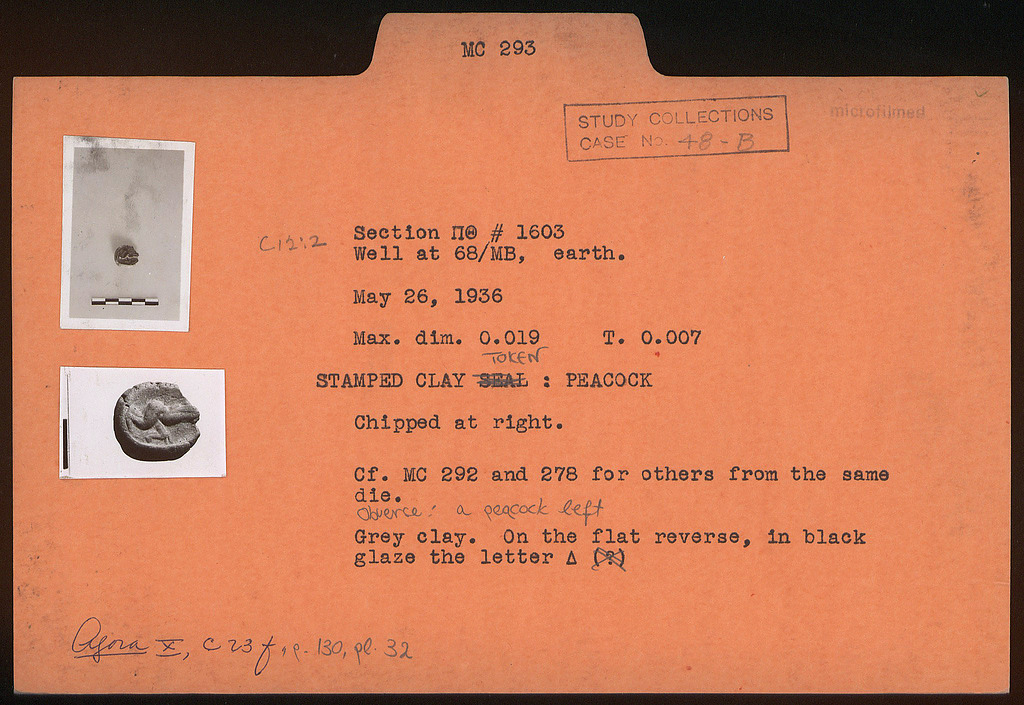 MC 293
STUDY COLLECTIONS
CASE No. 48-B
microfilmed
C12:2
Section ΠΘ # 1603
Well at 68/MB, earth.
May 26, 1936
Max. dim. 0.019 T. 0.007
TOKEN
STAMPED CLAY SEAL : PEACOCK
Chipped at right.
Cf. MC 292 and 278 for others from the same
die.
obverse: a peacock left
Grey clay. On the flat reverse, in black
glaze the letter Δ (?)
Agora X, C 23 f, p. 130, pl. 32